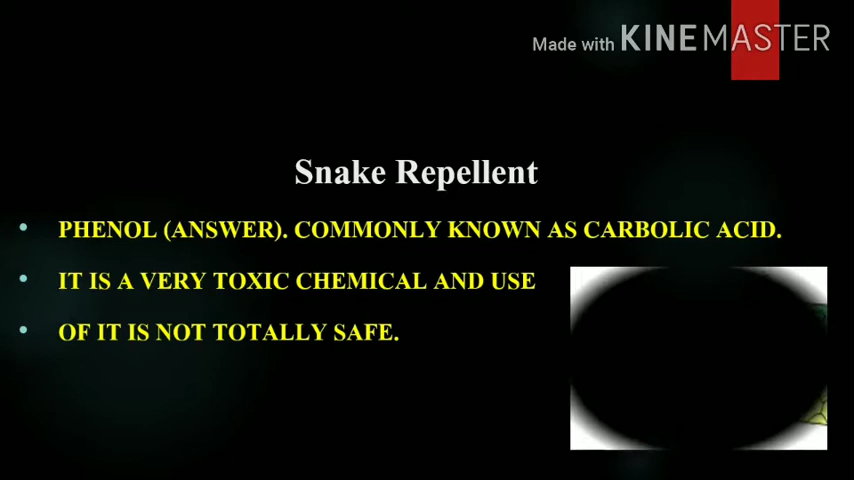 Made with KINEMASTER
Snake Repellent
• PHENOL (ANSWER). COMMONLY KNOWN AS CARBOLIC ACID.
• IT IS A VERY TOXIC CHEMICAL AND USE
• OF IT IS NOT TOTALLY SAFE.